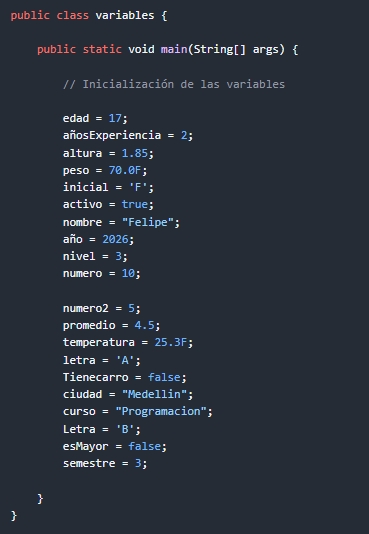 public class variables {
public static void main(String[] args) {
// Inicialización de las variables
edad = 17;
añosExperiencia = 2;
altura = 1.85;
peso = 70.0F;
inicial = 'F';
activo = true;
nombre = "Felipe";
año = 2026;
nivel = 3;
numero = 10;
numero2 = 5;
promedio = 4.5;
temperatura = 25.3F;
letra = 'A';
Tienecarro = false;
ciudad = "Medellin";
curso = "Programacion";
Letra = 'B';
esMayor = false;
semestre = 3;
}
}